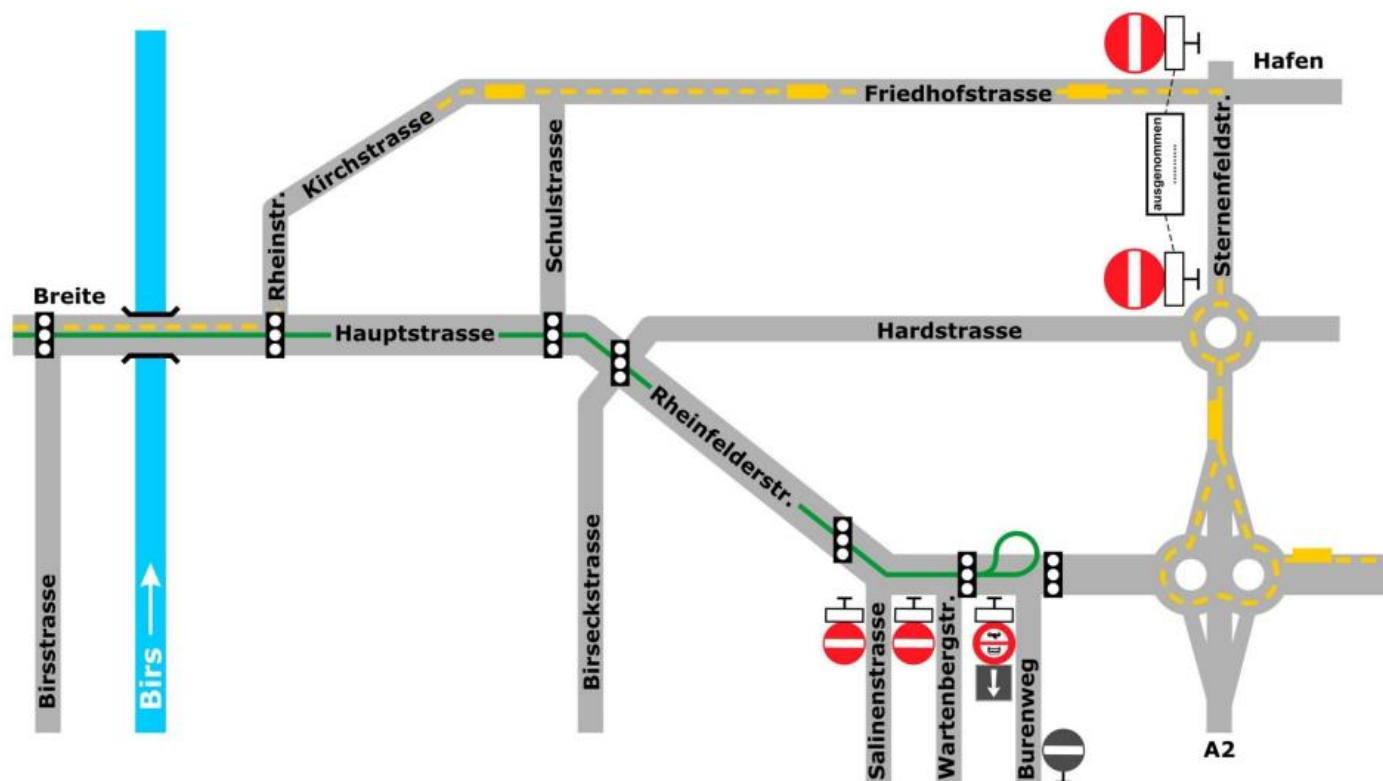 Hafen
Friedhofstrasse
Kirchstrasse
Schulstrasse
ausgenommen
Sternenfeldstr.
Rheinstr.
Breite
Hauptstrasse
Hardstrasse
Rheinfelderstr.
Birsstrasse
Birs
Birseckstrasse
Salinenstrasse
Wartenbergstr.
Burenweg
A2